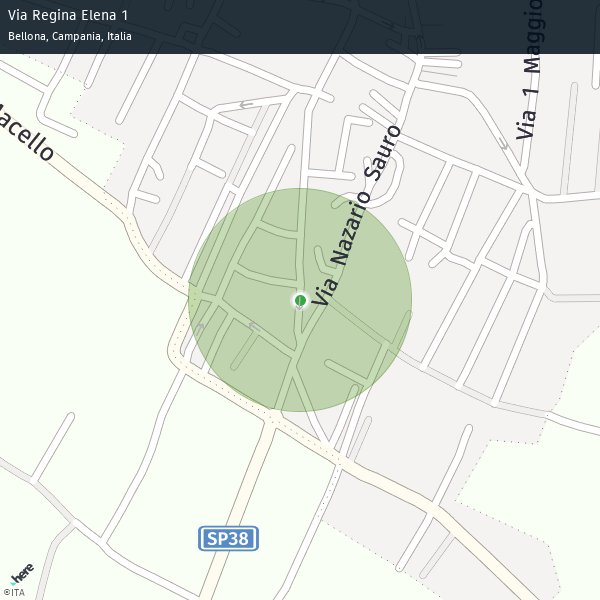 Via Regina Elena 1
Bellona, Campania, Italia
Via 1 Maggio
Macello
Via Nazario Sauro
SP38
here
©ITA